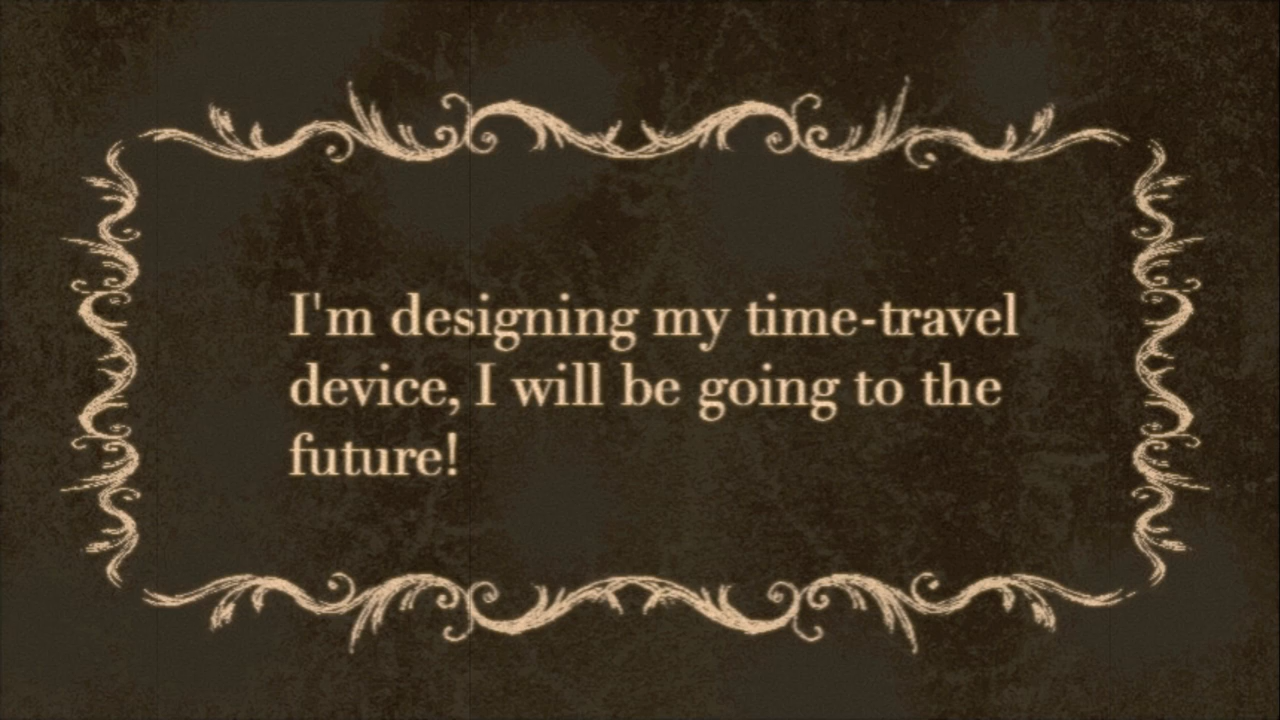 I'm designing my time-travel
device, I will be going to the
future!